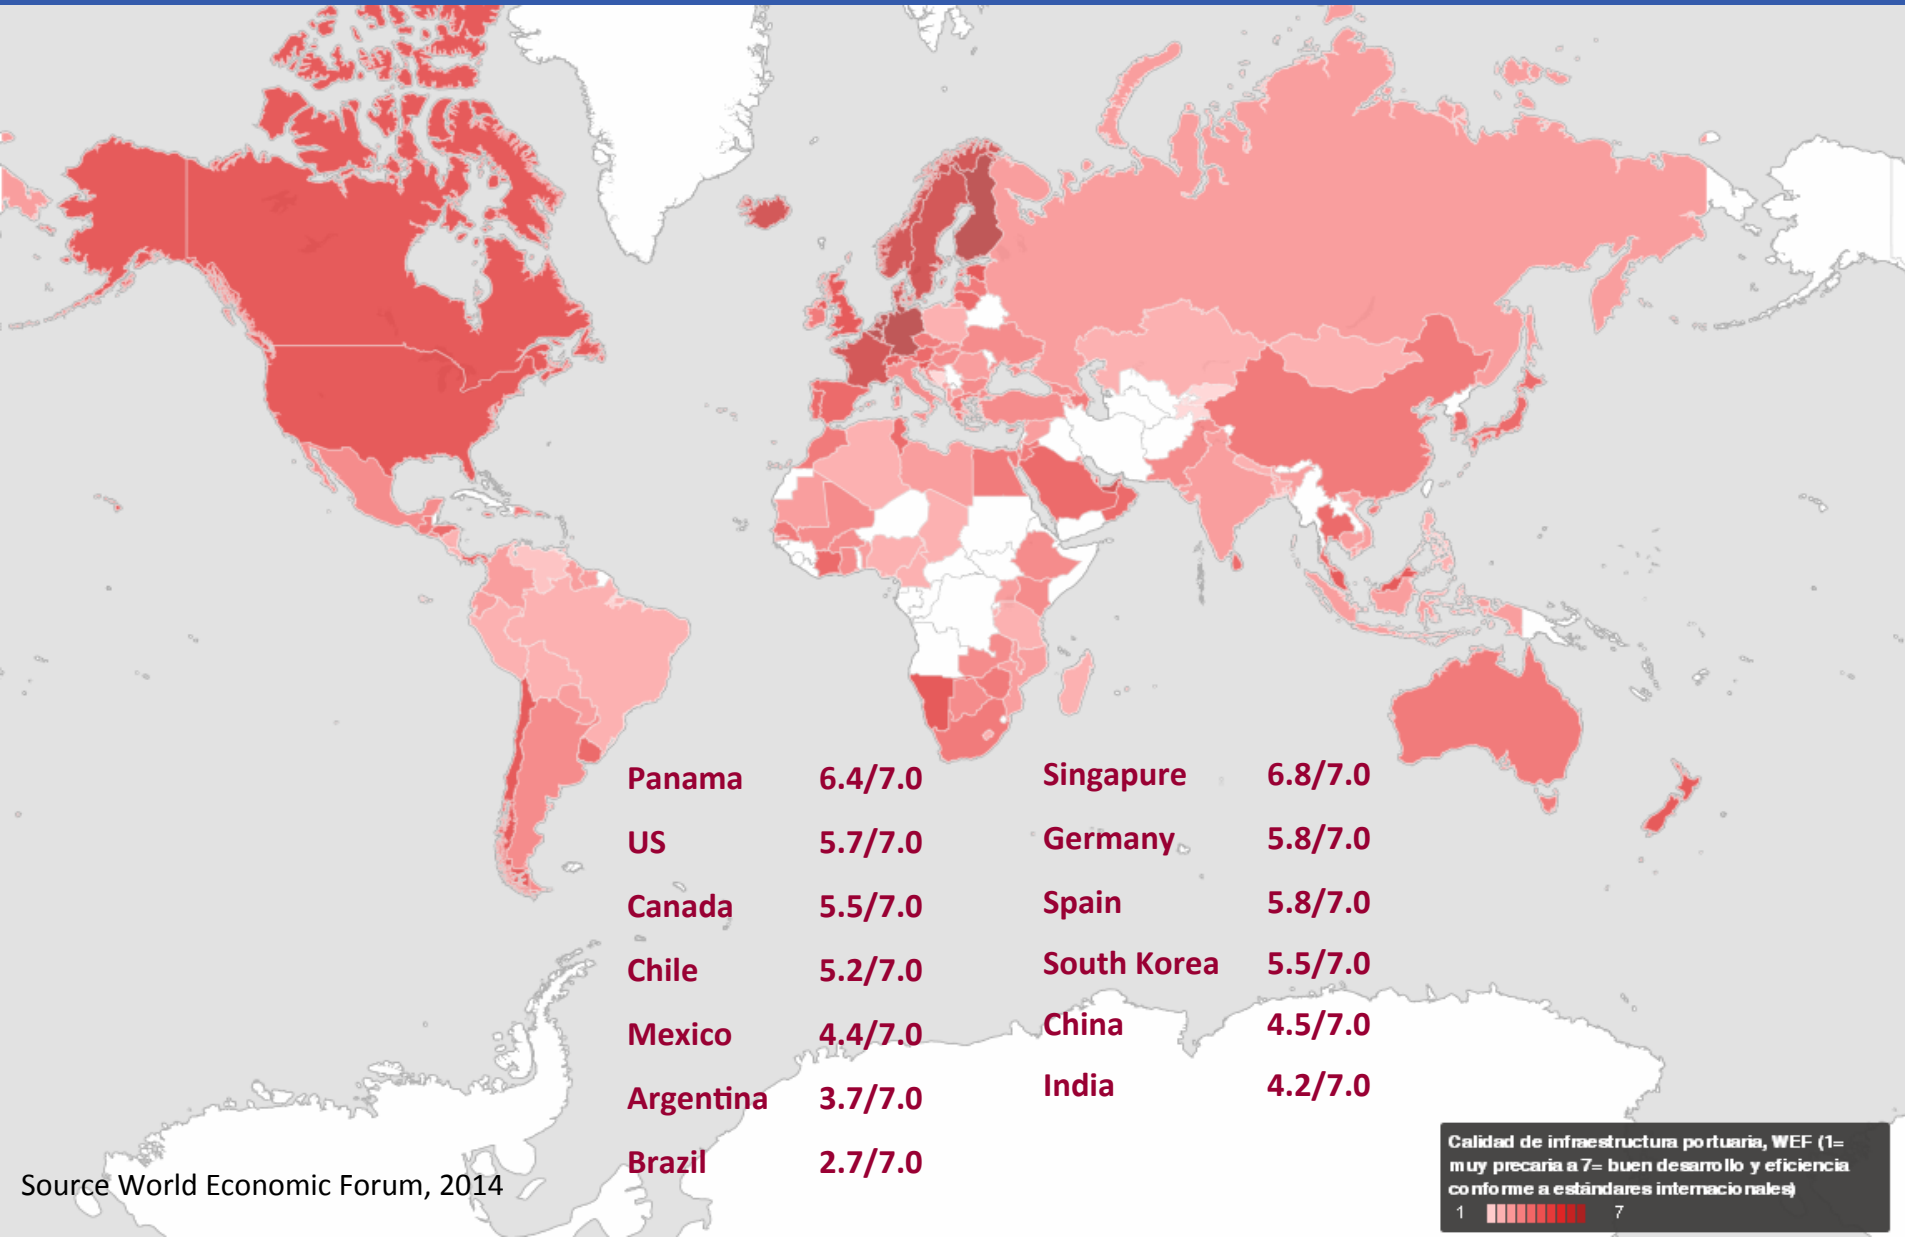 Panama 6.4/7.0
US 5.7/7.0
Canada 5.5/7.0
Chile 5.2/7.0
Mexico 4.4/7.0
Argentina 3.7/7.0
Brazil 2.7/7.0
Singapure 6.8/7.0
Germany 5.8/7.0
Spain 5.8/7.0
South Korea 5.5/7.0
China 4.5/7.0
India 4.2/7.0
Source World Economic Forum, 2014
Calidad de infraestructura portuaria, WEF (1=
muy precaria a 7= buen desarrollo y eficiencia
conforme a estándares internacionales)
1 7